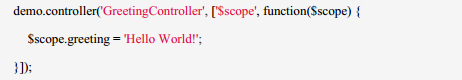 demo.controller('GreetingController', ['$scope', function($scope) {
$scope.greeting = 'Hello World!';
}]);